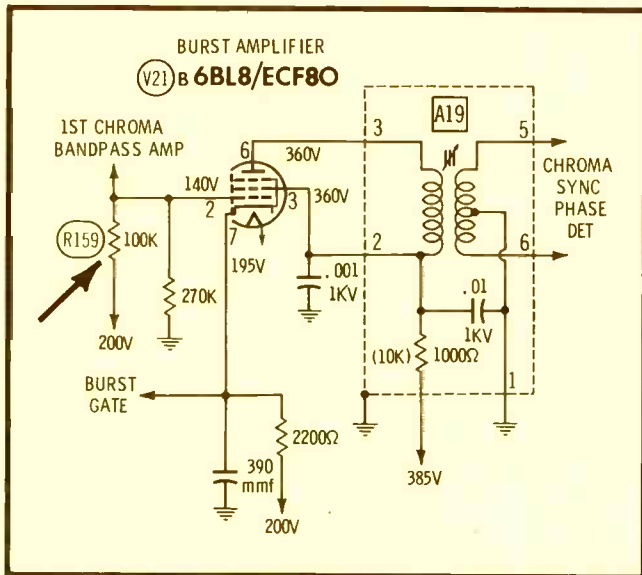 BURST AMPLIFIER
V21 B 6BL8/ECF80
1ST CHROMA
BANDPASS AMP
A19
6
3
5
360V
140V
2
3
360V
CHROMA
SYNC
PHASE
DET
R159
100K
7
195V
2
6
.001
1KV
.01
1KV
270K
200V
(10K)
1000Ω
1
BURST
GATE
2200Ω
385V
390
mmf
200V